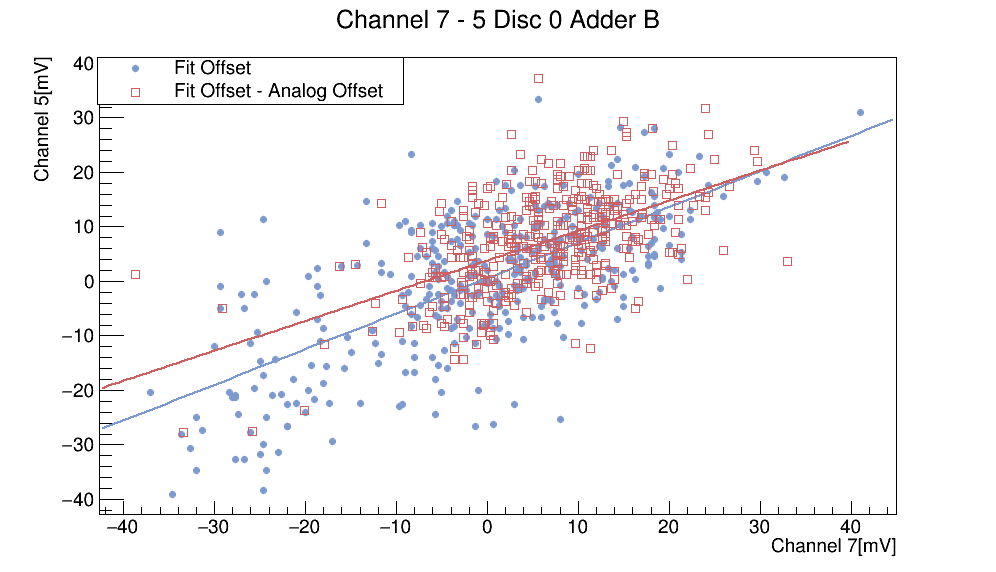 Channel 7 - 5 Disc 0 Adder B
Channel 5[mV]
Fit Offset
Fit Offset - Analog Offset
40
30
20
10
0
−10
−20
−30
−40
−40 −30 −20 −10 0 10 20 30 40
Channel 7[mV]